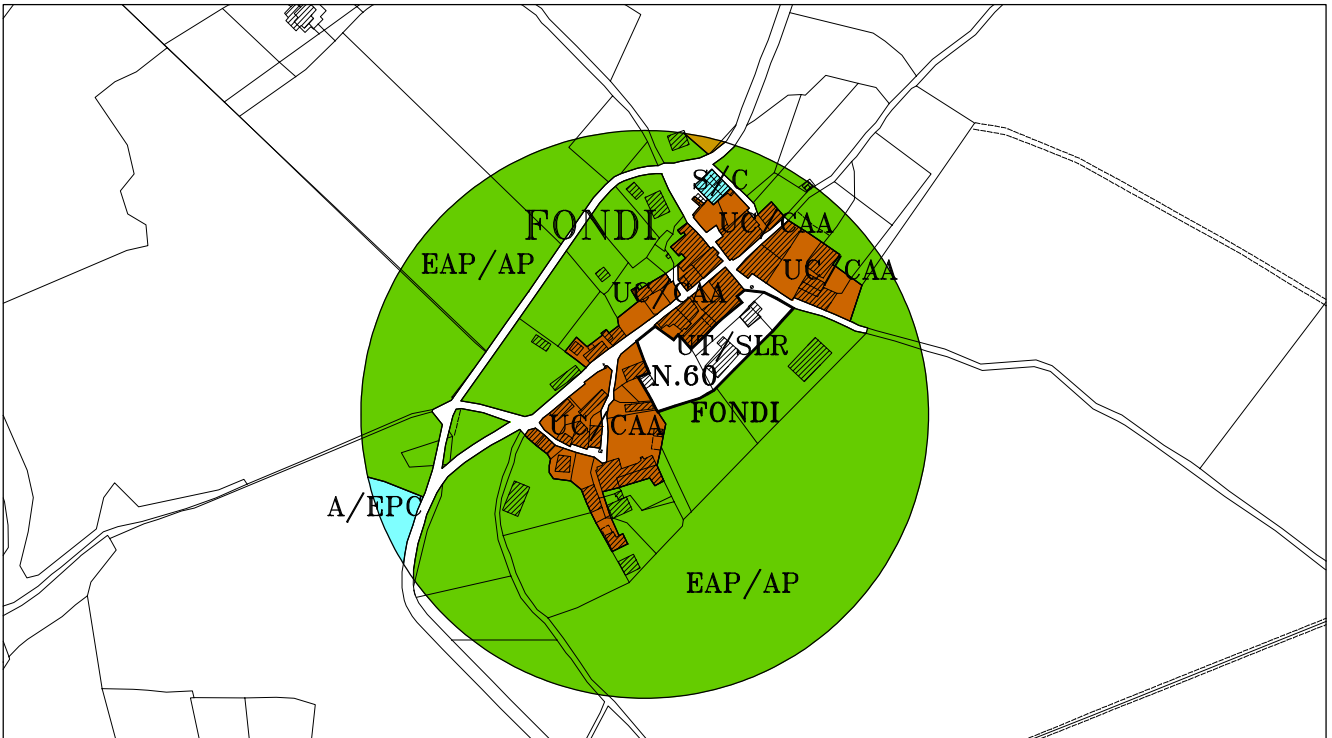 S/C
FONDI
UC/CAA
EAP/AP
UC/CAA
UC/CAA
UT/SLR
N.60
FONDI
UC/CAA
A/EPC
EAP/AP